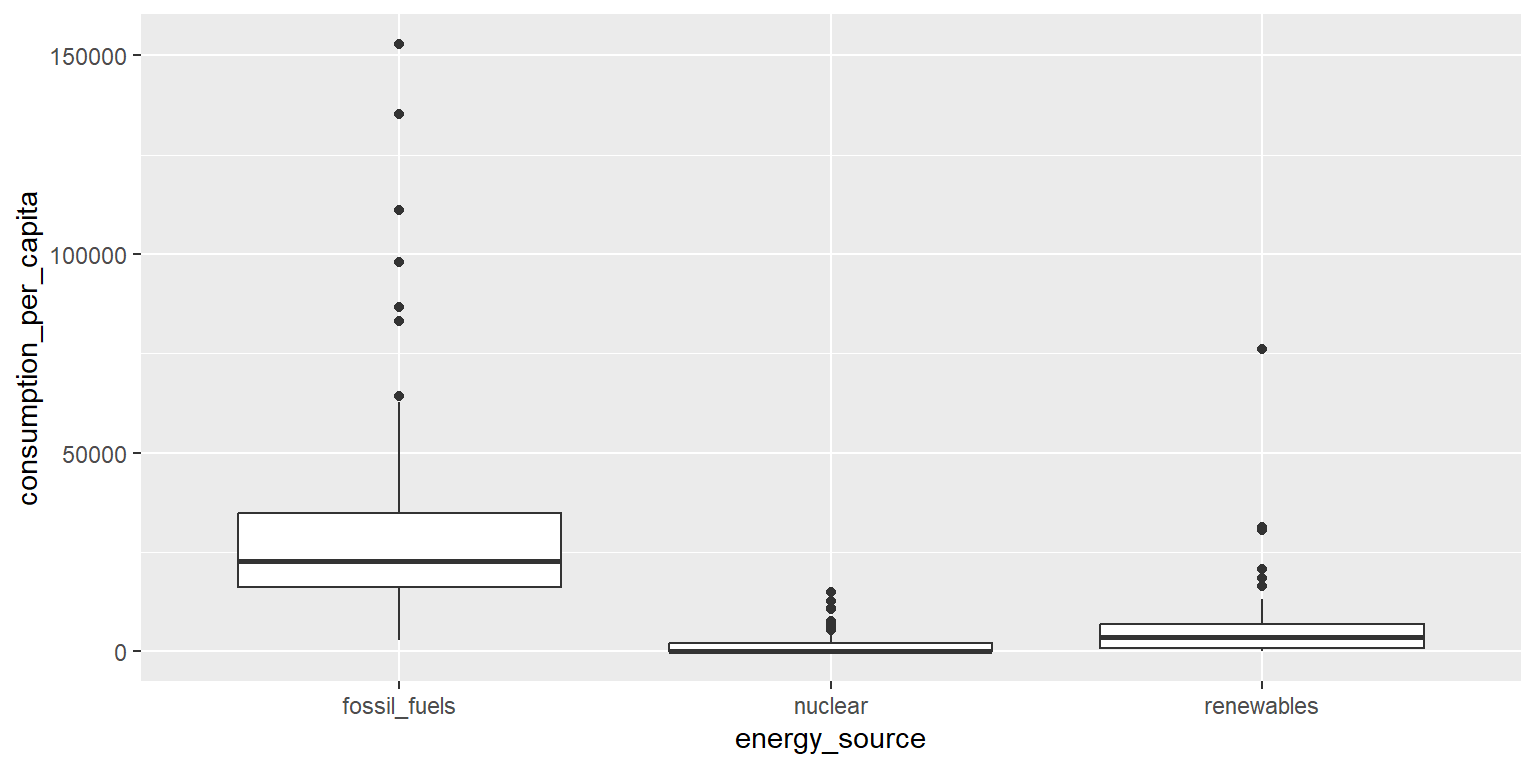 consumption_per_capita
150000
100000
50000
0
fossil_fuels
nuclear
renewables
energy_source